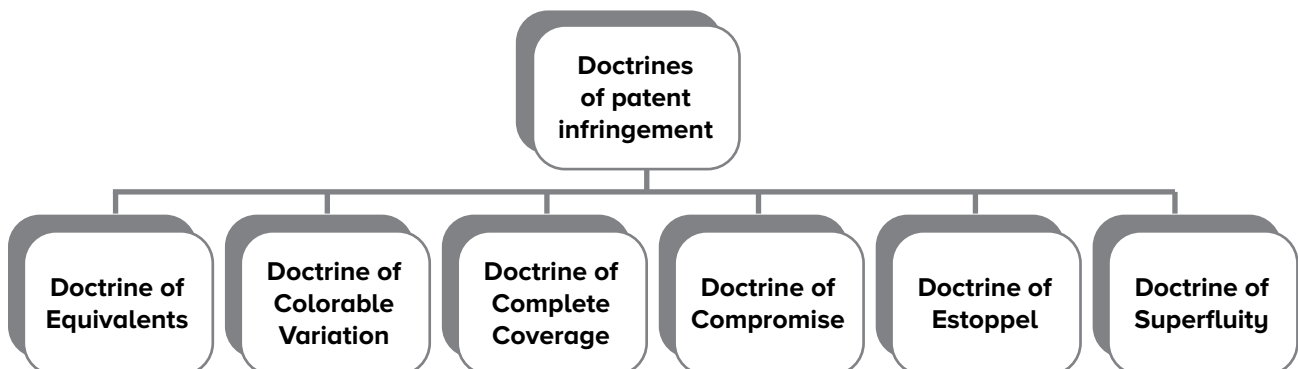 Doctrines
of patent
infringement
Doctrine of
Equivalents
Doctrine of
Colorable
Variation
Doctrine of
Complete
Coverage
Doctrine of
Compromise
Doctrine of
Estoppel
Doctrine of
Superfluity